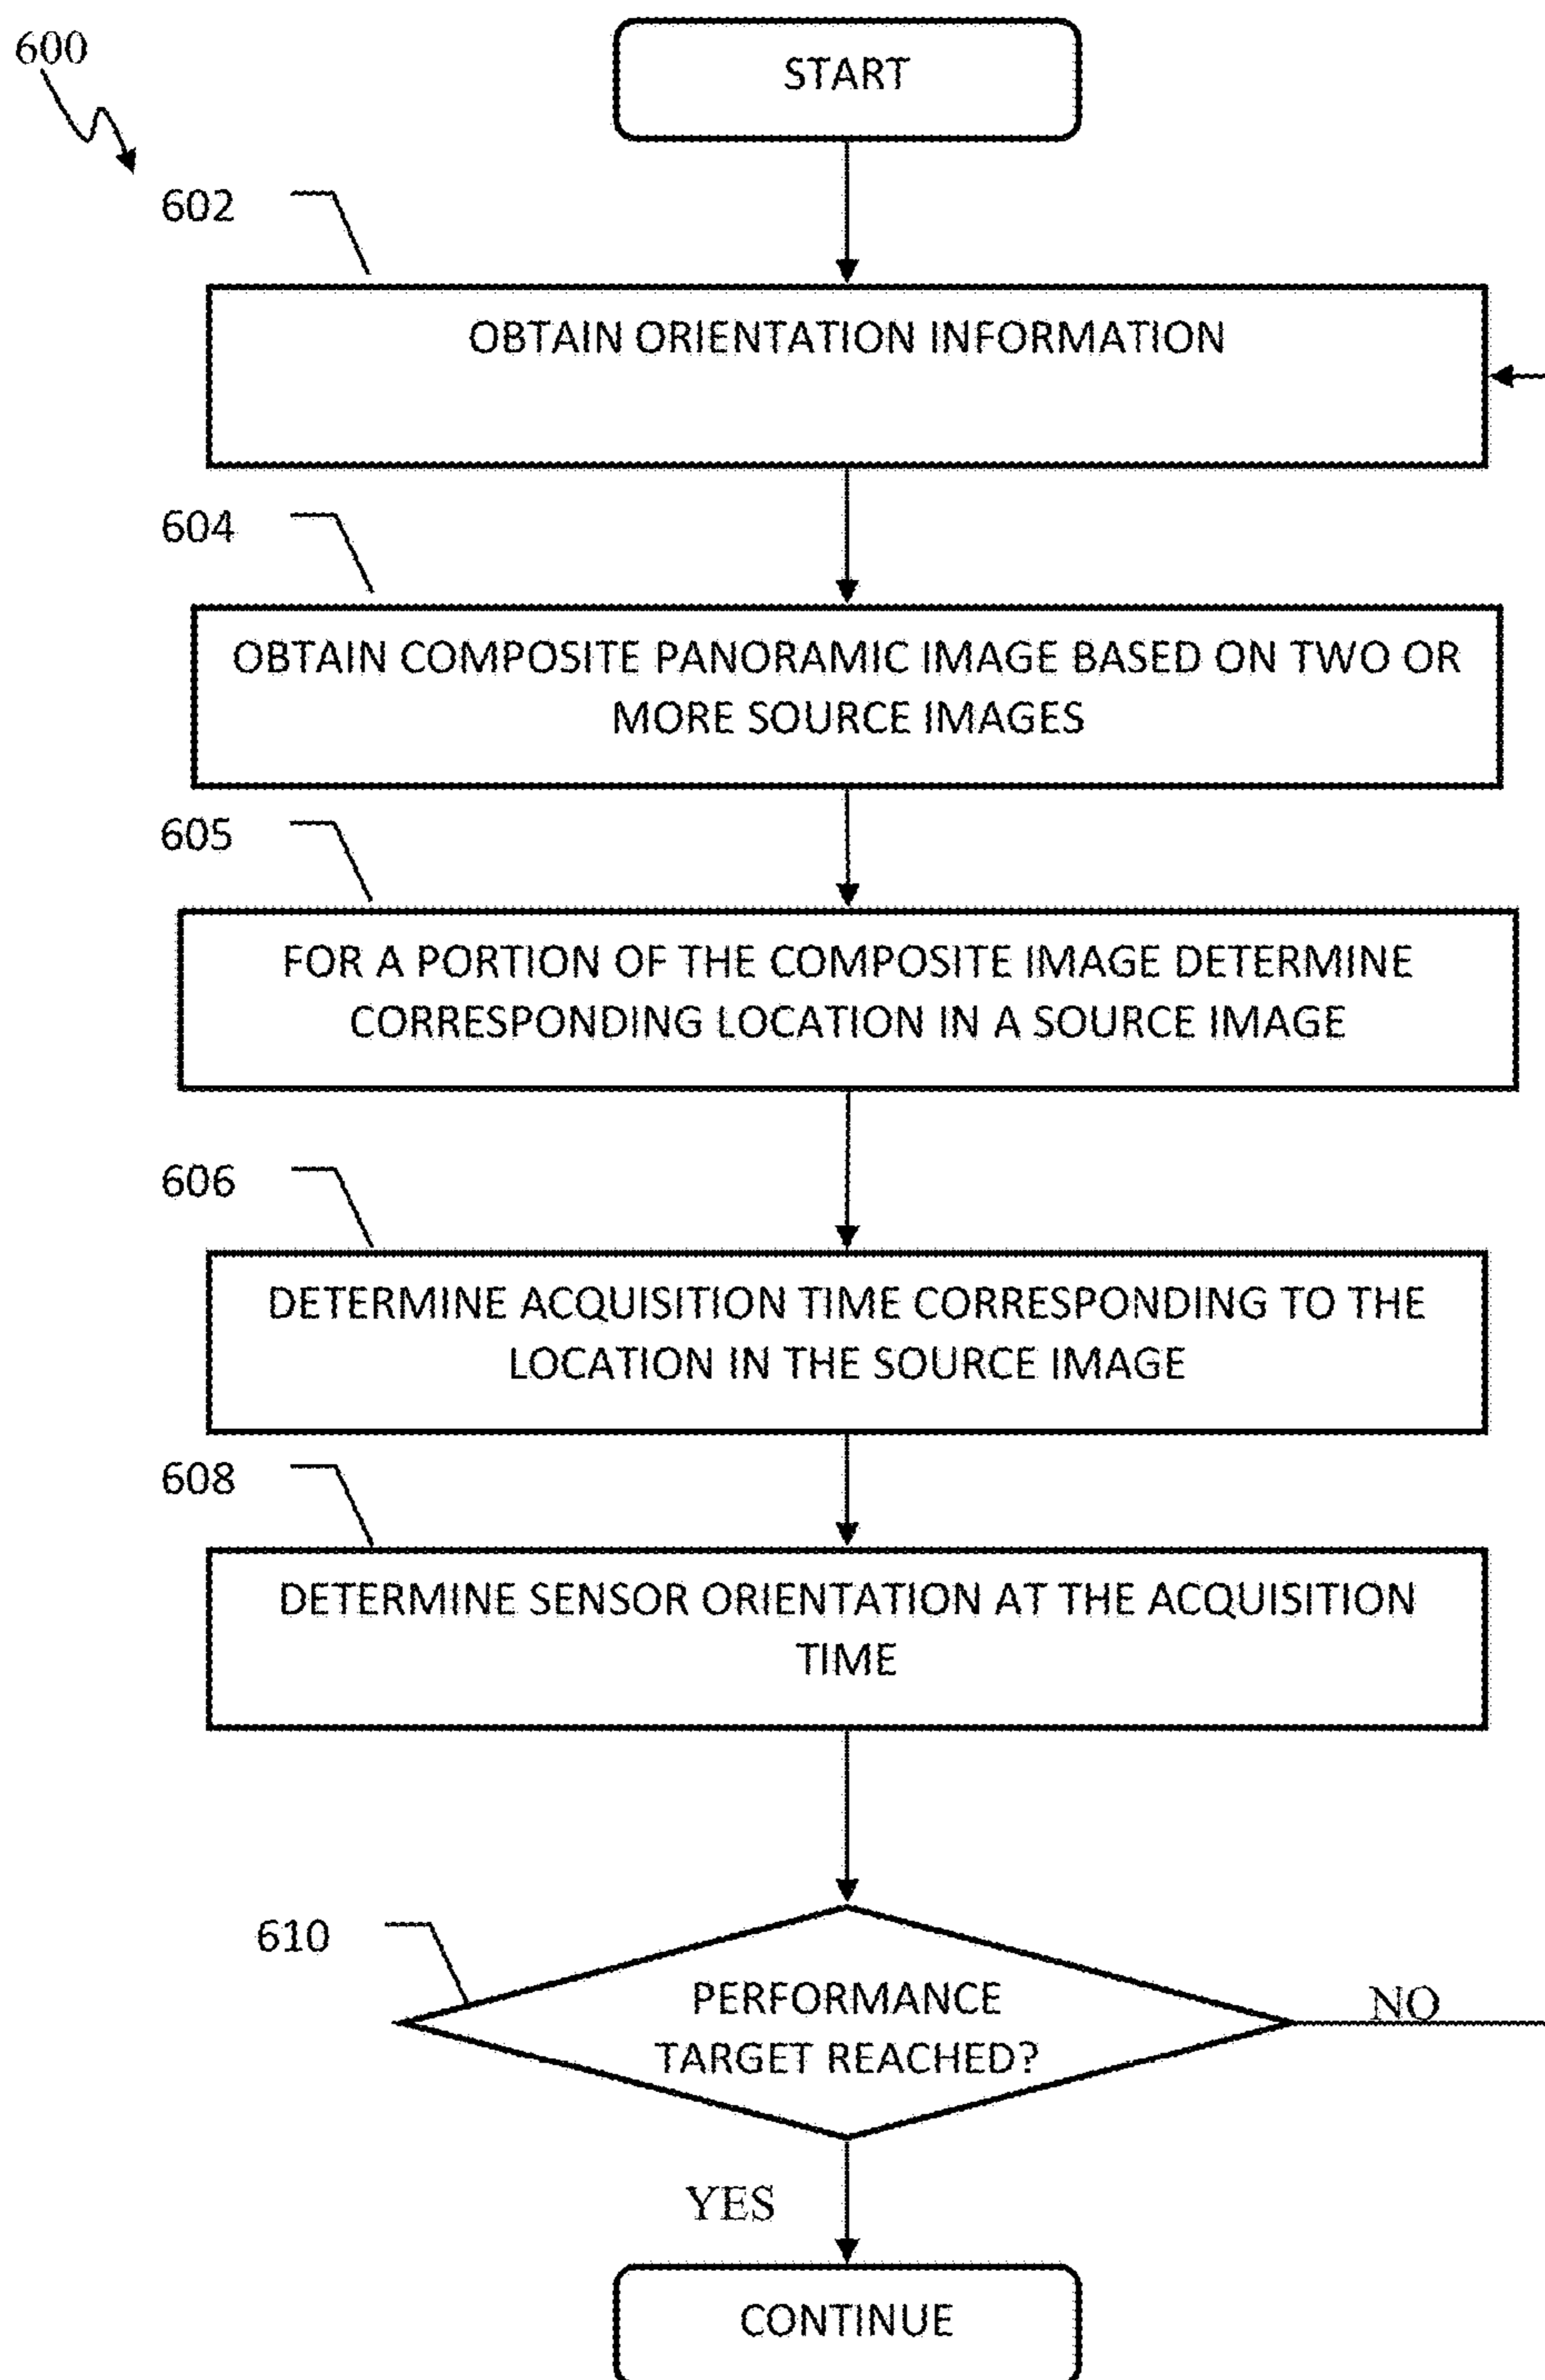 600
START
602
OBTAIN ORIENTATION INFORMATION
604
OBTAIN COMPOSITE PANORAMIC IMAGE BASED ON TWO OR
MORE SOURCE IMAGES
605
FOR A PORTION OF THE COMPOSITE IMAGE DETERMINE
CORRESPONDING LOCATION IN A SOURCE IMAGE
606
DETERMINE ACQUISITION TIME CORRESPONDING TO THE
LOCATION IN THE SOURCE IMAGE
608
DETERMINE SENSOR ORIENTATION AT THE ACQUISITION
TIME
610
PERFORMANCE
TARGET REACHED?
NO
YES
CONTINUE